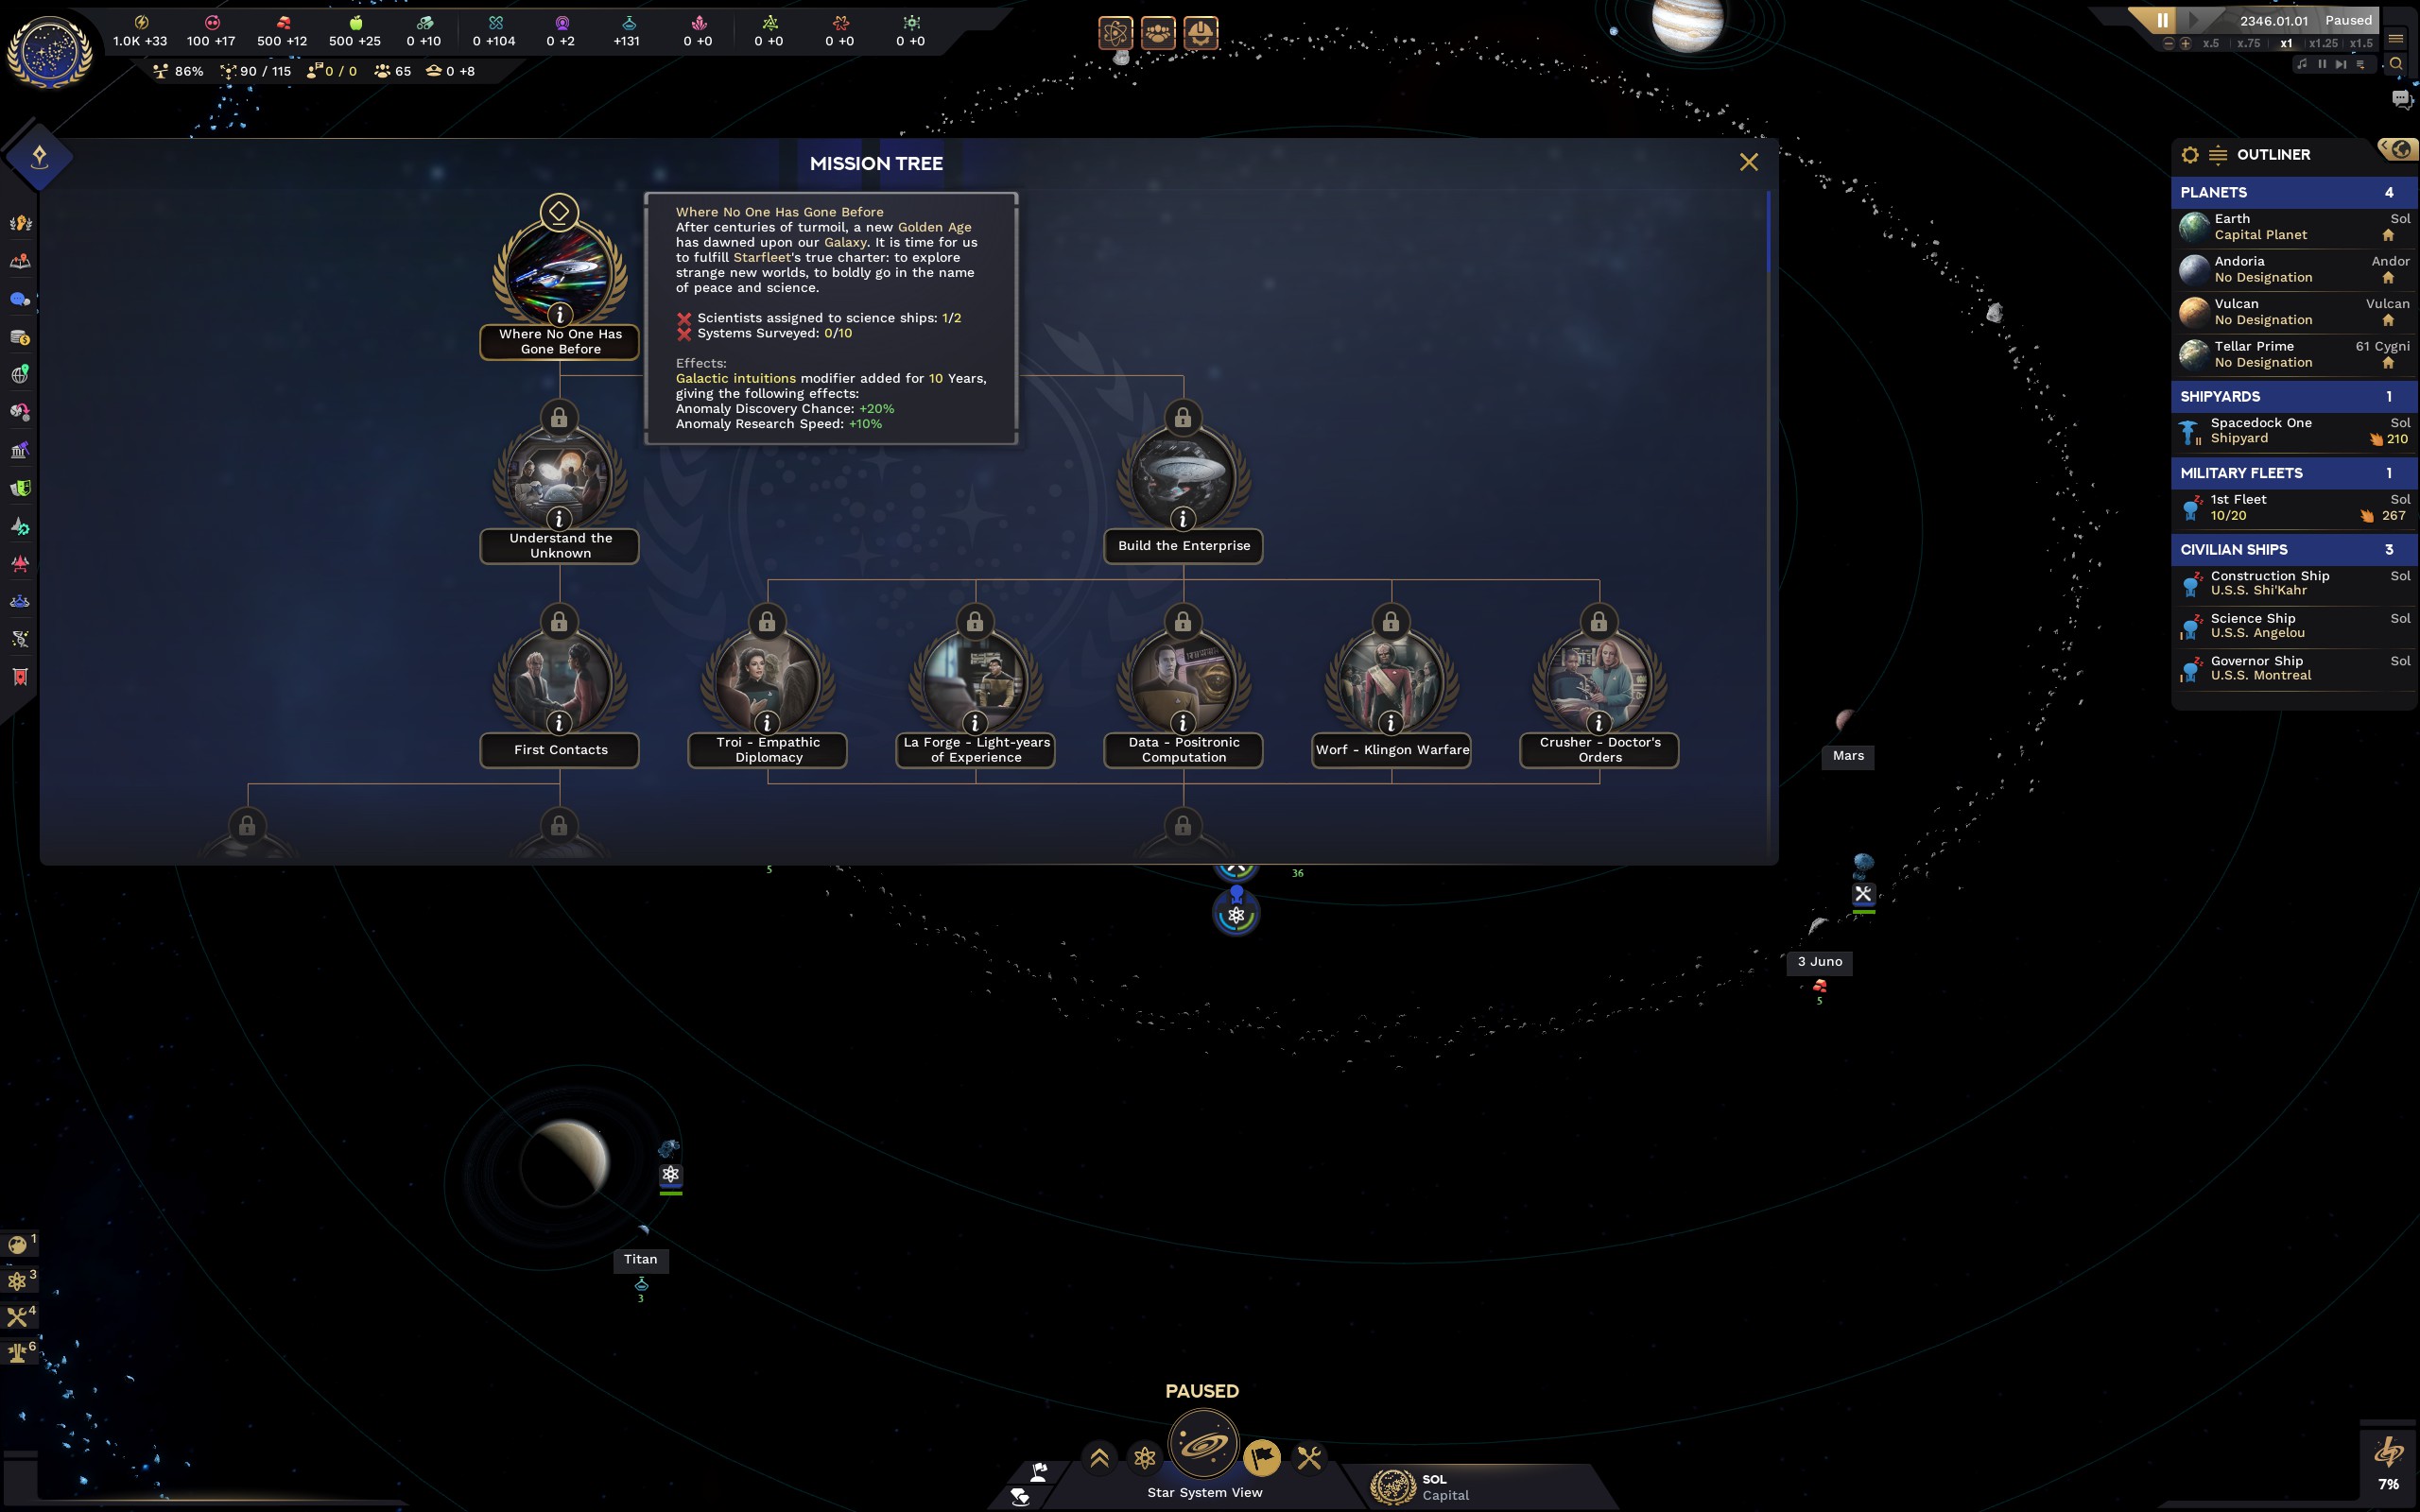 1.0K +33 100 +17 500 +12 500 +25 0 +10 0 +104 0 +2 +131 0 +0 0 +0 0 +0 0 +0
86% 90 / 115 0 / 0 65 0 +8
2346.01.01 Paused
x.5 x.75 x1 x1.25 x1.5
MISSION TREE
Where No One Has
Gone Before
Where No One Has Gone Before
After centuries of turmoil, a new Golden Age
has dawned upon our Galaxy. It is time for us
to fulfill Starfleet's true charter: to explore
strange new worlds, to boldly go in the name
of peace and science.
Scientists assigned to science ships: 1/2
Systems Surveyed: 0/10
Effects:
Galactic intuitions modifier added for 10 Years,
giving the following effects:
Anomaly Discovery Chance: +20%
Anomaly Research Speed: +10%
Understand the
Unknown
Build the Enterprise
First Contacts
Troi - Empathic
Diplomacy
La Forge - Light-years
of Experience
Data - Positronic
Computation
Worf - Klingon Warfare
Crusher - Doctor's
Orders
OUTLINER
PLANETS 4
Earth Sol
Capital Planet
Andoria Andor
No Designation
Vulcan Vulcan
No Designation
Tellar Prime 61 Cygni
No Designation
SHIPYARDS 1
Spacedock One Sol
Shipyard 210
MILITARY FLEETS 1
1st Fleet Sol
10/20 267
CIVILIAN SHIPS 3
Construction Ship Sol
U.S.S. Shi'Kahr
Science Ship Sol
U.S.S. Angelou
Governor Ship Sol
U.S.S. Montreal
Mars
5
36
3 Juno
5
Titan
3
1
3
4
6
PAUSED
Star System View
SOL
Capital
7%